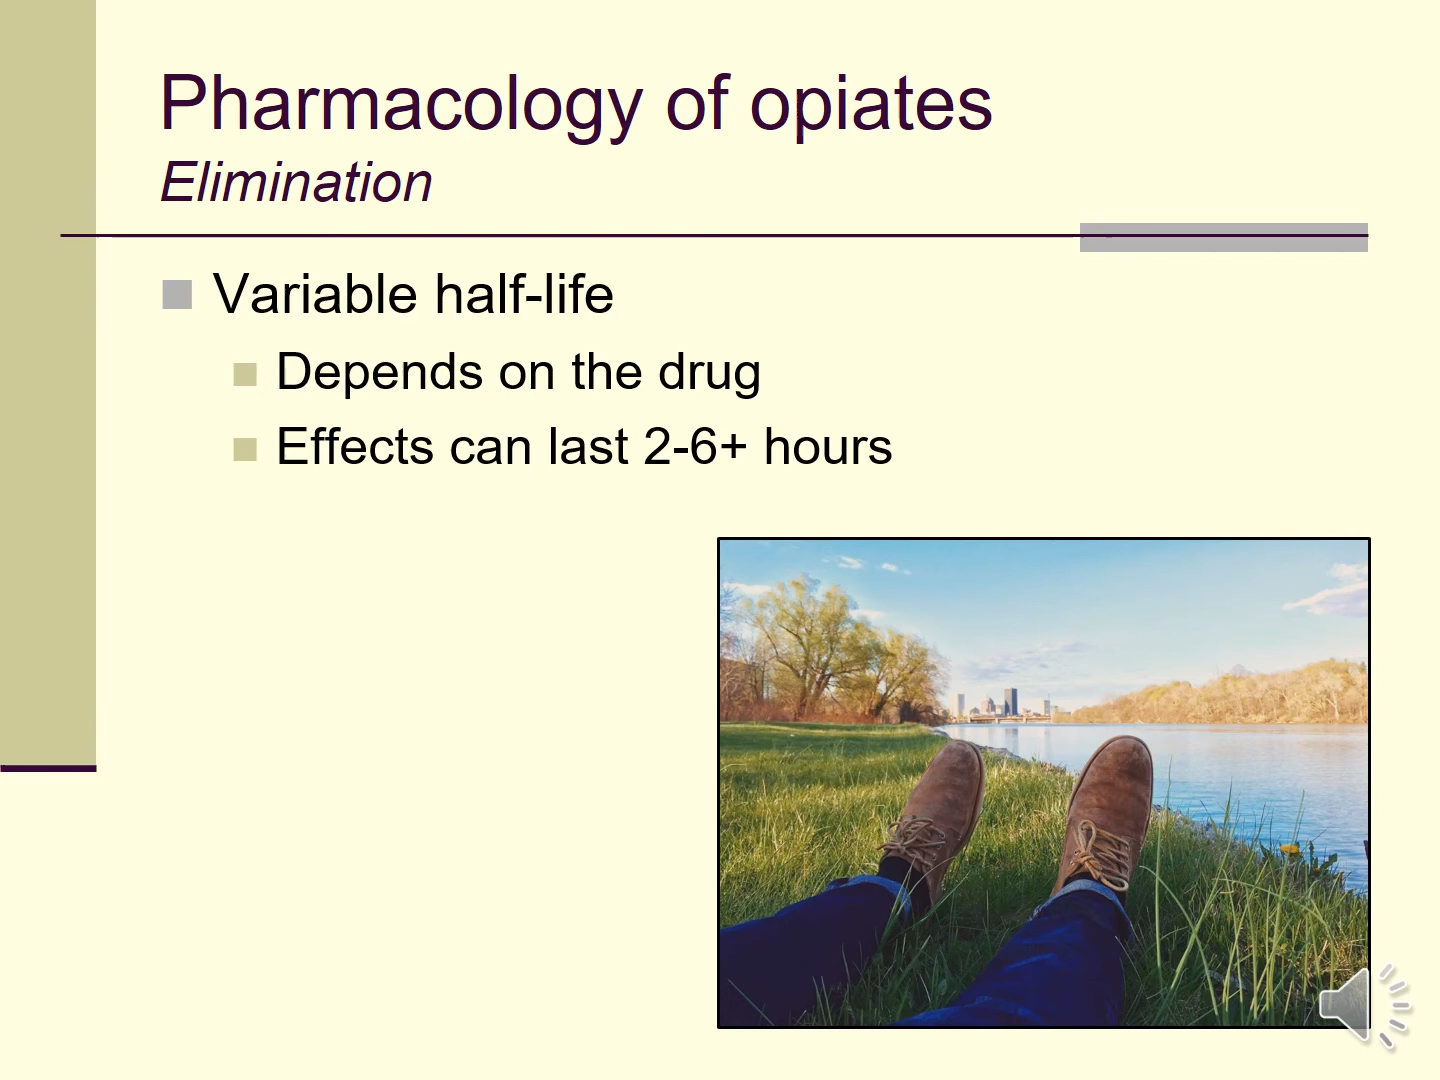 Pharmacology of opiates
Elimination
Variable half-life
Depends on the drug
Effects can last 2-6+ hours